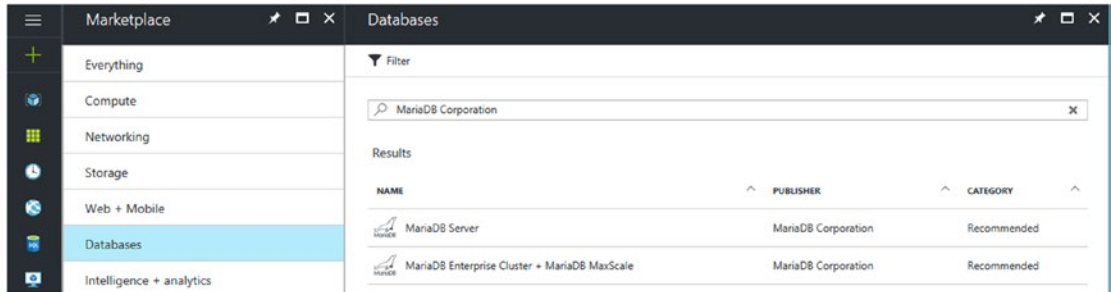 Marketplace
Databases
Everything
Compute
Networking
Storage
Web + Mobile
Databases
Intelligence + analytics
Filter
MariaDB Corporation
Results
NAME PUBLISHER CATEGORY
MariaDB Server MariaDB Corporation Recommended
MariaDB Enterprise Cluster + MariaDB MaxScale MariaDB Corporation Recommended